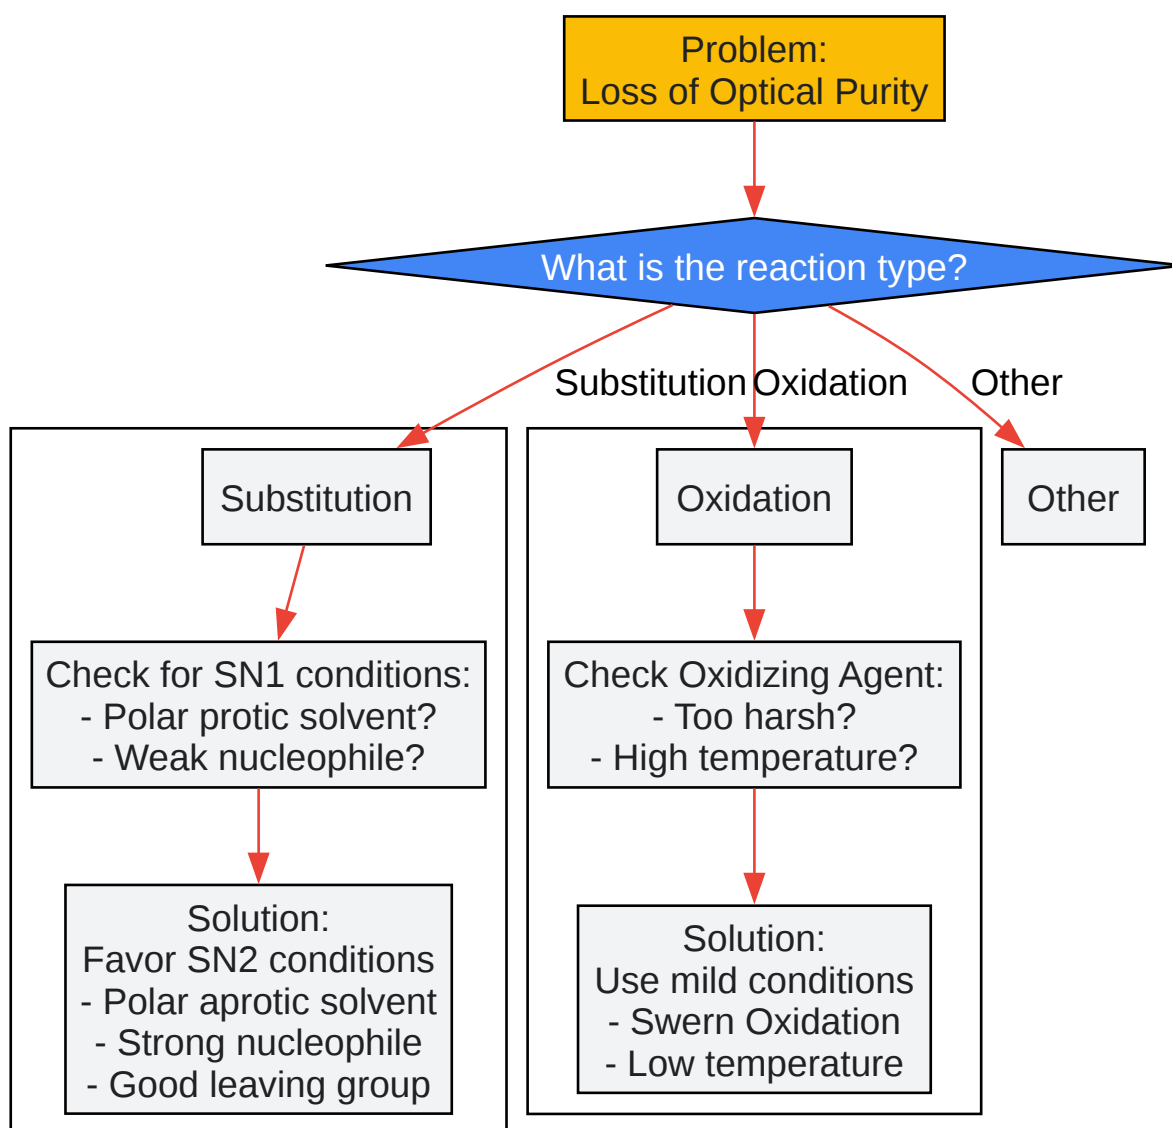 Problem:
Loss of Optical Purity
What is the reaction type?
Substitution
Oxidation
Other
Substitution
Oxidation
Other
Check for SN1 conditions:
- Polar protic solvent?
- Weak nucleophile?
Check Oxidizing Agent:
- Too harsh?
- High temperature?
Solution:
Favor SN2 conditions
- Polar aprotic solvent
- Strong nucleophile
- Good leaving group
Solution:
Use mild conditions
- Swern Oxidation
- Low temperature